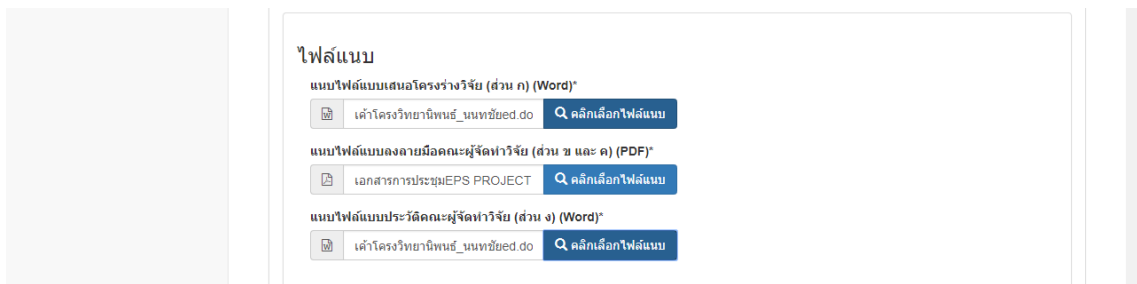 ไฟล์แนบ
แนบไฟล์แบบเสนอโครงร่างวิจัย (ส่วน ก) (Word)*
เค้าโครงวิทยานิพนธ์_นนทชัยed.do คลิกเลือกไฟล์แนบ
แนบไฟล์แบบลงลายมือคณะผู้จัดทำวิจัย (ส่วน ข และ ค) (PDF)*
เอกสารการประชุมEPS PROJECT คลิกเลือกไฟล์แนบ
แนบไฟล์แบบประวัติคณะผู้จัดทำวิจัย (ส่วน ง) (Word)*
เค้าโครงวิทยานิพนธ์_นนทชัยed.do คลิกเลือกไฟล์แนบ